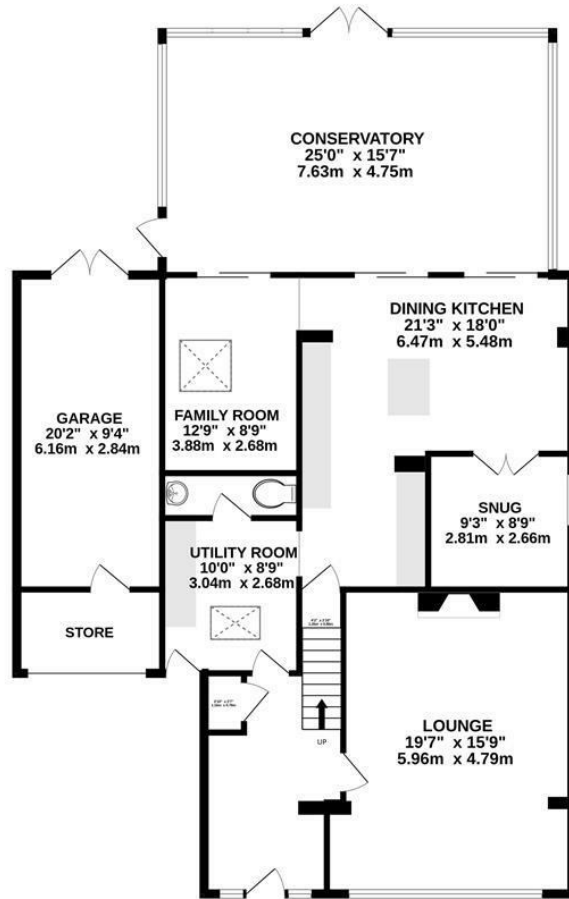 CONSERVATORY
25'0" x 15'7"
7.63m x 4.75m
DINING KITCHEN
21'3" x 18'0"
6.47m x 5.48m
GARAGE
20'2" x 9'4"
6.16m x 2.84m
FAMILY ROOM
12'9" x 8'9"
3.88m x 2.68m
SNUG
9'3" x 8'9"
2.81m x 2.66m
UTILITY ROOM
10'0" x 8'9"
3.04m x 2.68m
STORE
LOUNGE
19'7" x 15'9"
5.96m x 4.79m
UP